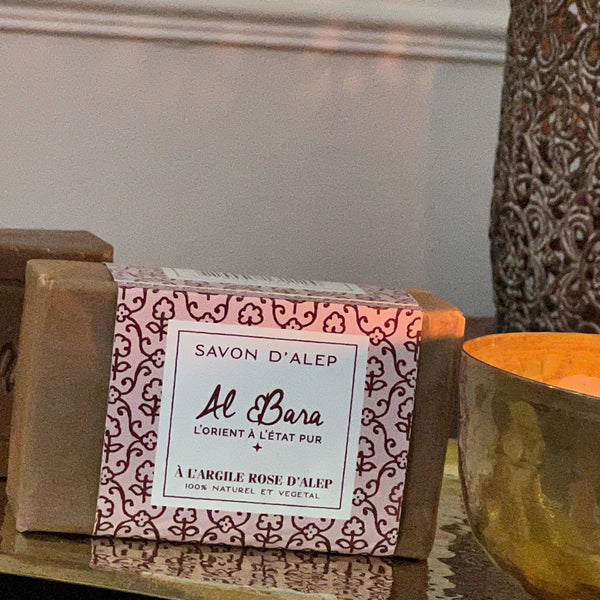 SAVON D'ALEP
Al Bara
L'ORIENT À L'ÉTAT PUR
À L'ARGILE ROSE D'ALEP
100% NATUREL ET VEGETAL